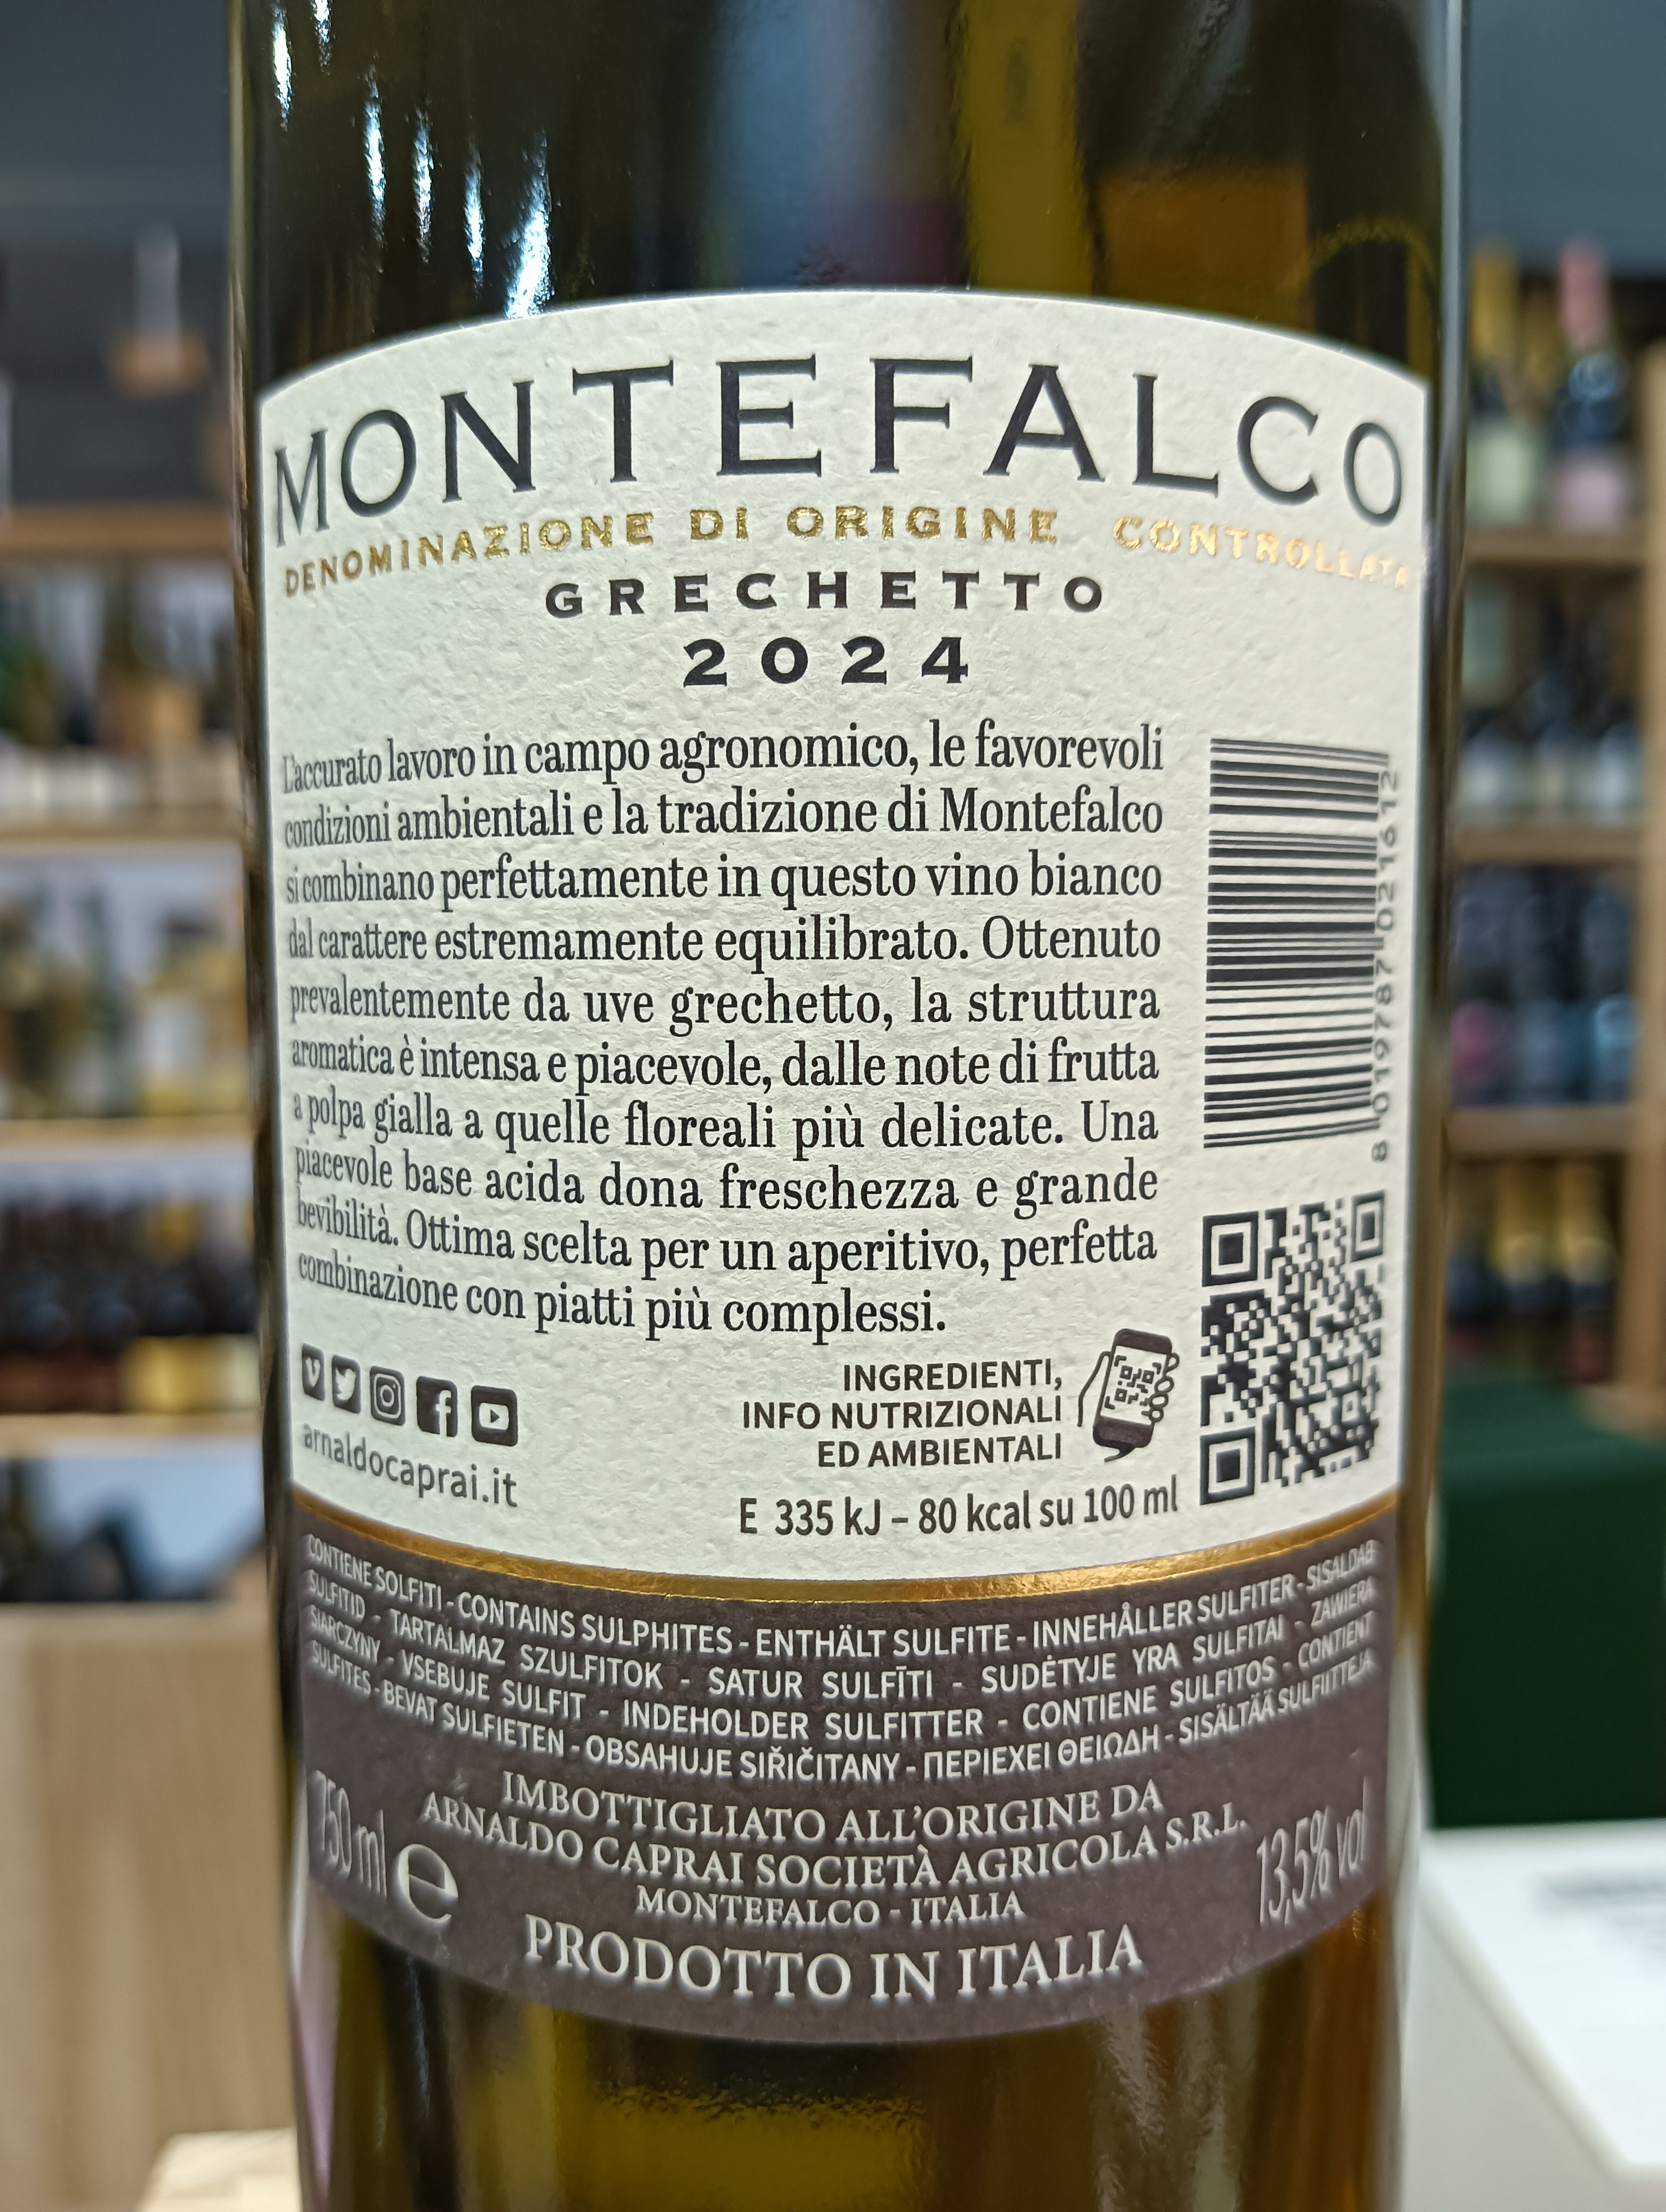 MONTEFALCO
DENOMINAZIONE DI ORIGINE CONTROLLATA
GRECHETTO
2024
L'accurato lavoro in campo agronomico, le favorevoli
condizioni ambientali e la tradizione di Montefalco
si combinano perfettamente in questo vino bianco
dal carattere estremamente equilibrato. Ottenuto
prevalentemente da uve grechetto, la struttura
aromatica è intensa e piacevole, dalle note di frutta
a polpa gialla a quelle floreali più delicate. Una
piacevole base acida dona freschezza e grande
bevibilità. Ottima scelta per un aperitivo, perfetta
combinazione con piatti più complessi.
8 019787 021612
arnaldocaprai.it
INGREDIENTI,
INFO NUTRIZIONALI
ED AMBIENTALI
E 335 kJ – 80 kcal su 100 ml
CONTIENE SOLFITI - CONTAINS SULPHITES - ENTHÄLT SULFITE - INNEHÅLLER SULFITER - SISALDAB
SULFITID - TARTALMAZ SZULFITOK - SATUR SULFĪTI - SUDĖTYJE YRA SULFITAI - ZAWIERA
SIARCZYNY - VSEBUJE SULFIT - INDEHOLDER SULFITTER - CONTIENE SULFITOS - CONTIENT
SULFITES - BEVAT SULFIETEN - OBSAHUJE SIŘIČITANY - ΠΕΡΙΕΧΕΙ ΘΕΙΩΔΗ - SISÄLTÄÄ SULFIITTEJA
IMBOTTIGLIATO ALL'ORIGINE DA
ARNALDO CAPRAI SOCIETÀ AGRICOLA S.R.L.
MONTEFALCO - ITALIA
750 ml e
13,5% vol
PRODOTTO IN ITALIA